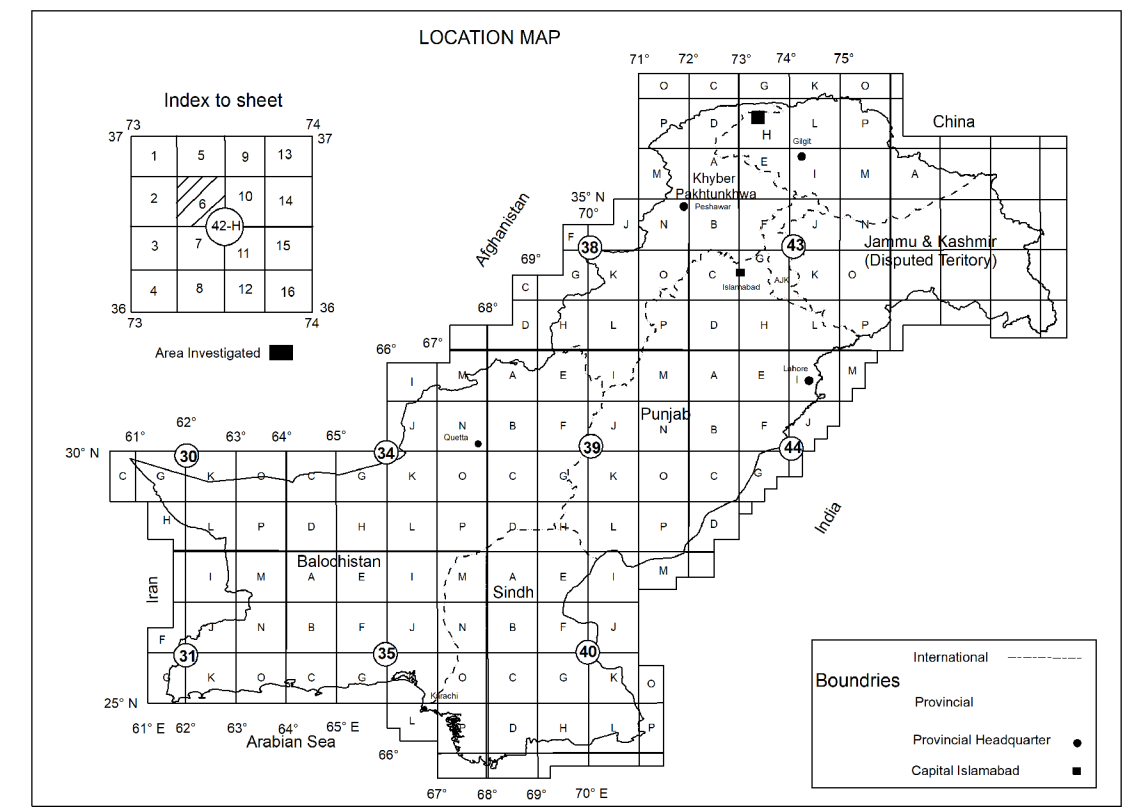 LOCATION MAP
71° 72° 73° 74° 75°
O C G K O
Index to sheet
73 74
37 37
1 5 9 13
2 6 10 14
42-H
3 7 11 15
4 8 12 16
36 36
73 74
Area Investigated
P D H L P
China
Gilgit
M A E I M A
Khyber
Pakhtunkhwa
Peshawar
35° N
70°
Afghanistan
F J N B F J N
38 43
Jammu & Kashmir
(Disputed Teritory)
69°
C G K O C G K O
Islamabad
AJK
68°
D H L P D H L P
66° 67°
I M A E I M A E I M
Lahore
Punjab
J N B F J N B F J
Quetta
62°
61° 63° 64° 65°
30° N
30 34 39 44
C G K O C G K O C G K O C G
H L P D H L P D H L P D
India
Balochistan
Iran
I M A E I M A E I M
Sindh
F J N B F J N B F J
31 35 40
G K O C G K O C G K O
Karachi
25° N
61° E 62° 63° 64° 65° E
L P D H L P
Arabian Sea
66°
67° 68° 69° 70° E
International
Boundries
Provincial
Provincial Headquarter
Capital Islamabad